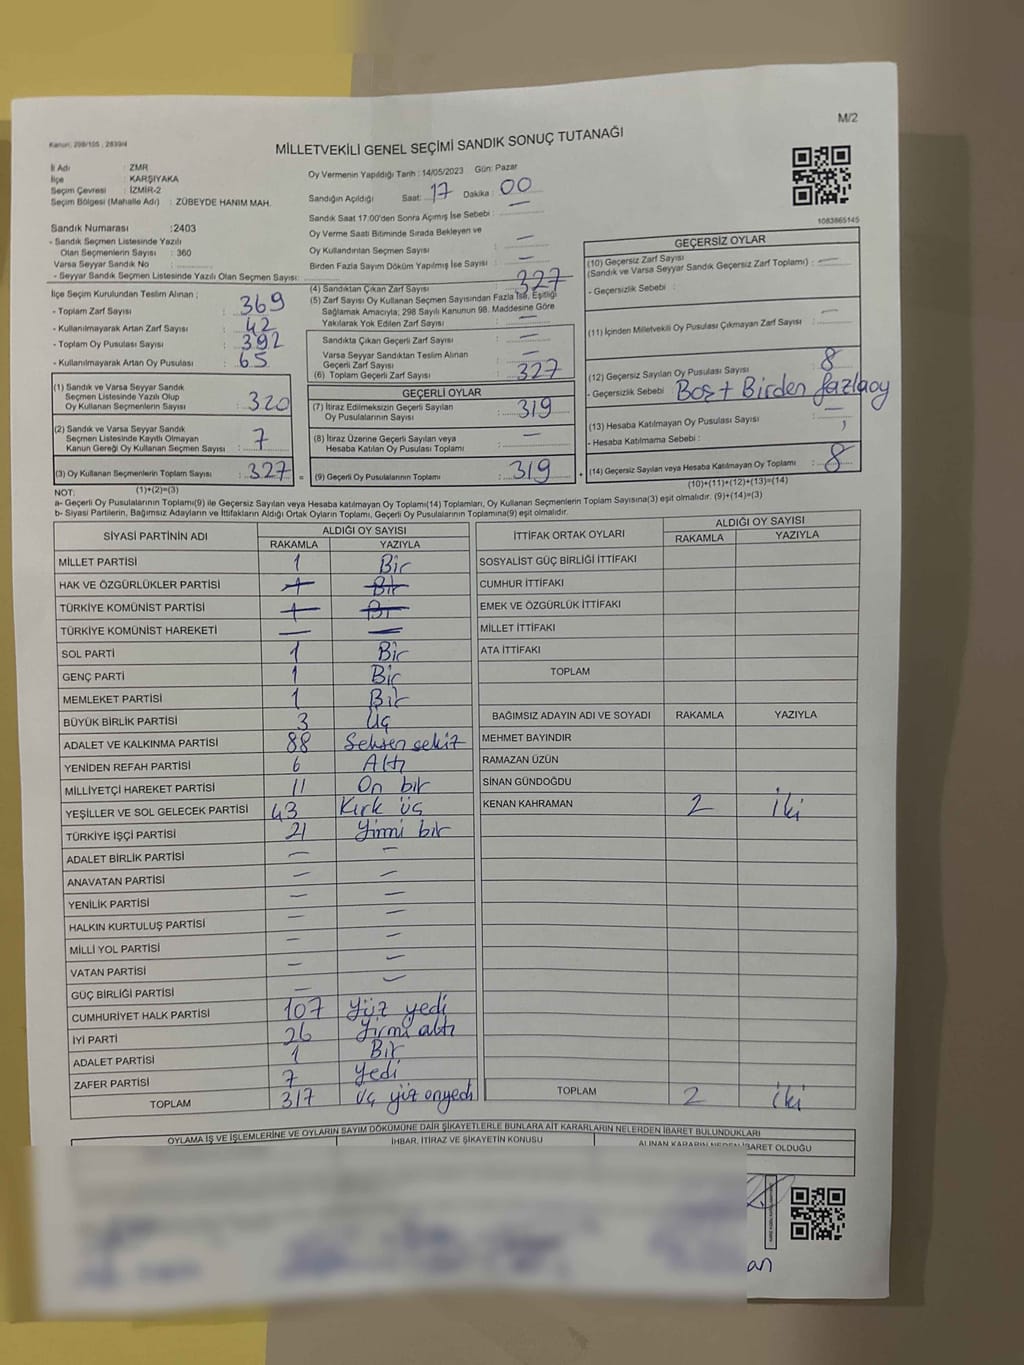 M/2
Kanun: 298/105 , 2839/4
MİLLETVEKİLİ GENEL SEÇİMİ SANDIK SONUÇ TUTANAĞI
İl Adı : ZMR
İlçe : KARŞIYAKA
Seçim Çevresi : İZMİR-2
Seçim Bölgesi (Mahalle Adı) : ZÜBEYDE HANIM MAH.
Oy Vermenin Yapıldığı Tarih : 14/05/2023 Gün: Pazar
Sandığın Açıldığı Saat: 17 Dakika : 00
Sandık Saat 17:00'den Sonra Açılmış İse Sebebi : —
1083865145
Sandık Numarası :2403
- Sandık Seçmen Listesinde Yazılı
Olan Seçmenlerin Sayısı : 360
Varsa Seyyar Sandık No :
- Seyyar Sandık Seçmen Listesinde Yazılı Olan Seçmen Sayısı:
Oy Verme Saati Bitiminde Sırada Bekleyen ve
Oy Kullandırılan Seçmen Sayısı : —
Birden Fazla Sayım Döküm Yapılmış İse Sayısı : —
(4) Sandıktan Çıkan Zarf Sayısı : 327
(5) Zarf Sayısı Oy Kullanan Seçmen Sayısından Fazla İse, Eşitliği
Sağlamak Amacıyla; 298 Sayılı Kanunun 98. Maddesine Göre
Yakılarak Yok Edilen Zarf Sayısı : —
Sandıkta Çıkan Geçerli Zarf Sayısı : —
Varsa Seyyar Sandıktan Teslim Alınan
Geçerli Zarf Sayısı : —
(6) Toplam Geçerli Zarf Sayısı : 327
İlçe Seçim Kurulundan Teslim Alınan ;
- Toplam Zarf Sayısı : 369
- Kullanılmayarak Artan Zarf Sayısı : 42
- Toplam Oy Pusulası Sayısı : 392
- Kullanılmayarak Artan Oy Pusulası : 65
(1) Sandık ve Varsa Seyyar Sandık
Seçmen Listesinde Yazılı Olup
Oy Kullanan Seçmenlerin Sayısı : 320
(2) Sandık ve Varsa Seyyar Sandık
Seçmen Listesinde Kayıtlı Olmayan
Kanun Gereği Oy Kullanan Seçmen Sayısı : 7
(3) Oy Kullanan Seçmenlerin Toplam Sayısı : 327
(1)+(2)=(3)
GEÇERLİ OYLAR
(7) İtiraz Edilmeksizin Geçerli Sayılan
Oy Pusulalarının Sayısı : 319
(8) İtiraz Üzerine Geçerli Sayılan veya
Hesaba Katılan Oy Pusulası Toplamı : —
(9) Geçerli Oy Pusulalarının Toplamı : 319
GEÇERSİZ OYLAR
(10) Geçersiz Zarf Sayısı
(Sandık ve Varsa Seyyar Sandık Geçersiz Zarf Toplamı) : —
- Geçersizlik Sebebi :
(11) İçinden Milletvekili Oy Pusulası Çıkmayan Zarf Sayısı : —
(12) Geçersiz Sayılan Oy Pusulası Sayısı : 8
- Geçersizlik Sebebi : Boş + Birden fazla oy
(13) Hesaba Katılmayan Oy Pusulası Sayısı : —
- Hesaba Katılmama Sebebi :
(14) Geçersiz Sayılan veya Hesaba Katılmayan Oy Toplamı : 8
(10)+(11)+(12)+(13)=(14)
NOT:
a- Geçerli Oy Pusulalarının Toplamı(9) ile Geçersiz Sayılan veya Hesaba katılmayan Oy Toplamı(14) Toplamları, Oy Kullanan Seçmenlerin Toplam Sayısına(3) eşit olmalıdır. (9)+(14)=(3)
b- Siyasi Partilerin, Bağımsız Adayların ve İttifakların Aldığı Ortak Oyların Toplamı, Geçerli Oy Pusulalarının Toplamına(9) eşit olmalıdır.
SİYASİ PARTİNİN ADI ALDIĞI OY SAYISI
RAKAMLA YAZIYLA
MİLLET PARTİSİ 1 Bir
HAK VE ÖZGÜRLÜKLER PARTİSİ 1 Bir
TÜRKİYE KOMÜNİST PARTİSİ 1 Bir
TÜRKİYE KOMÜNİST HAREKETİ — —
SOL PARTİ 1 Bir
GENÇ PARTİ 1 Bir
MEMLEKET PARTİSİ 1 Bir
BÜYÜK BİRLİK PARTİSİ 3 Üç
ADALET VE KALKINMA PARTİSİ 88 Seksen sekiz
YENİDEN REFAH PARTİSİ 6 Altı
MİLLİYETÇİ HAREKET PARTİSİ 11 On bir
YEŞİLLER VE SOL GELECEK PARTİSİ 43 Kırk üç
TÜRKİYE İŞÇİ PARTİSİ 21 Yirmi bir
ADALET BİRLİK PARTİSİ — —
ANAVATAN PARTİSİ — —
YENİLİK PARTİSİ — —
HALKIN KURTULUŞ PARTİSİ — —
MİLLİ YOL PARTİSİ — —
VATAN PARTİSİ — —
GÜÇ BİRLİĞİ PARTİSİ — —
CUMHURİYET HALK PARTİSİ 107 Yüz yedi
İYİ PARTİ 26 Yirmi altı
ADALET PARTİSİ 1 Bir
ZAFER PARTİSİ 7 Yedi
TOPLAM 317 Üç yüz onyedi
İTTİFAK ORTAK OYLARI ALDIĞI OY SAYISI
RAKAMLA YAZIYLA
SOSYALİST GÜÇ BİRLİĞİ İTTİFAKI
CUMHUR İTTİFAKI
EMEK VE ÖZGÜRLÜK İTTİFAKI
MİLLET İTTİFAKI
ATA İTTİFAKI
TOPLAM
BAĞIMSIZ ADAYIN ADI VE SOYADI RAKAMLA YAZIYLA
MEHMET BAYINDIR
RAMAZAN ÜZÜN
SİNAN GÜNDOĞDU
KENAN KAHRAMAN 2 İki
TOPLAM 2 İki
OYLAMA İŞ VE İŞLEMLERİNE VE OYLARIN SAYIM DÖKÜMÜNE DAİR ŞİKAYETLERLE BUNLARA AİT KARARLARIN NELERDEN İBARET BULUNDUKLARI
İHBAR, İTİRAZ VE ŞİKAYETİN KONUSU ALINAN KARARIN NEDEN İBARET OLDUĞU
an